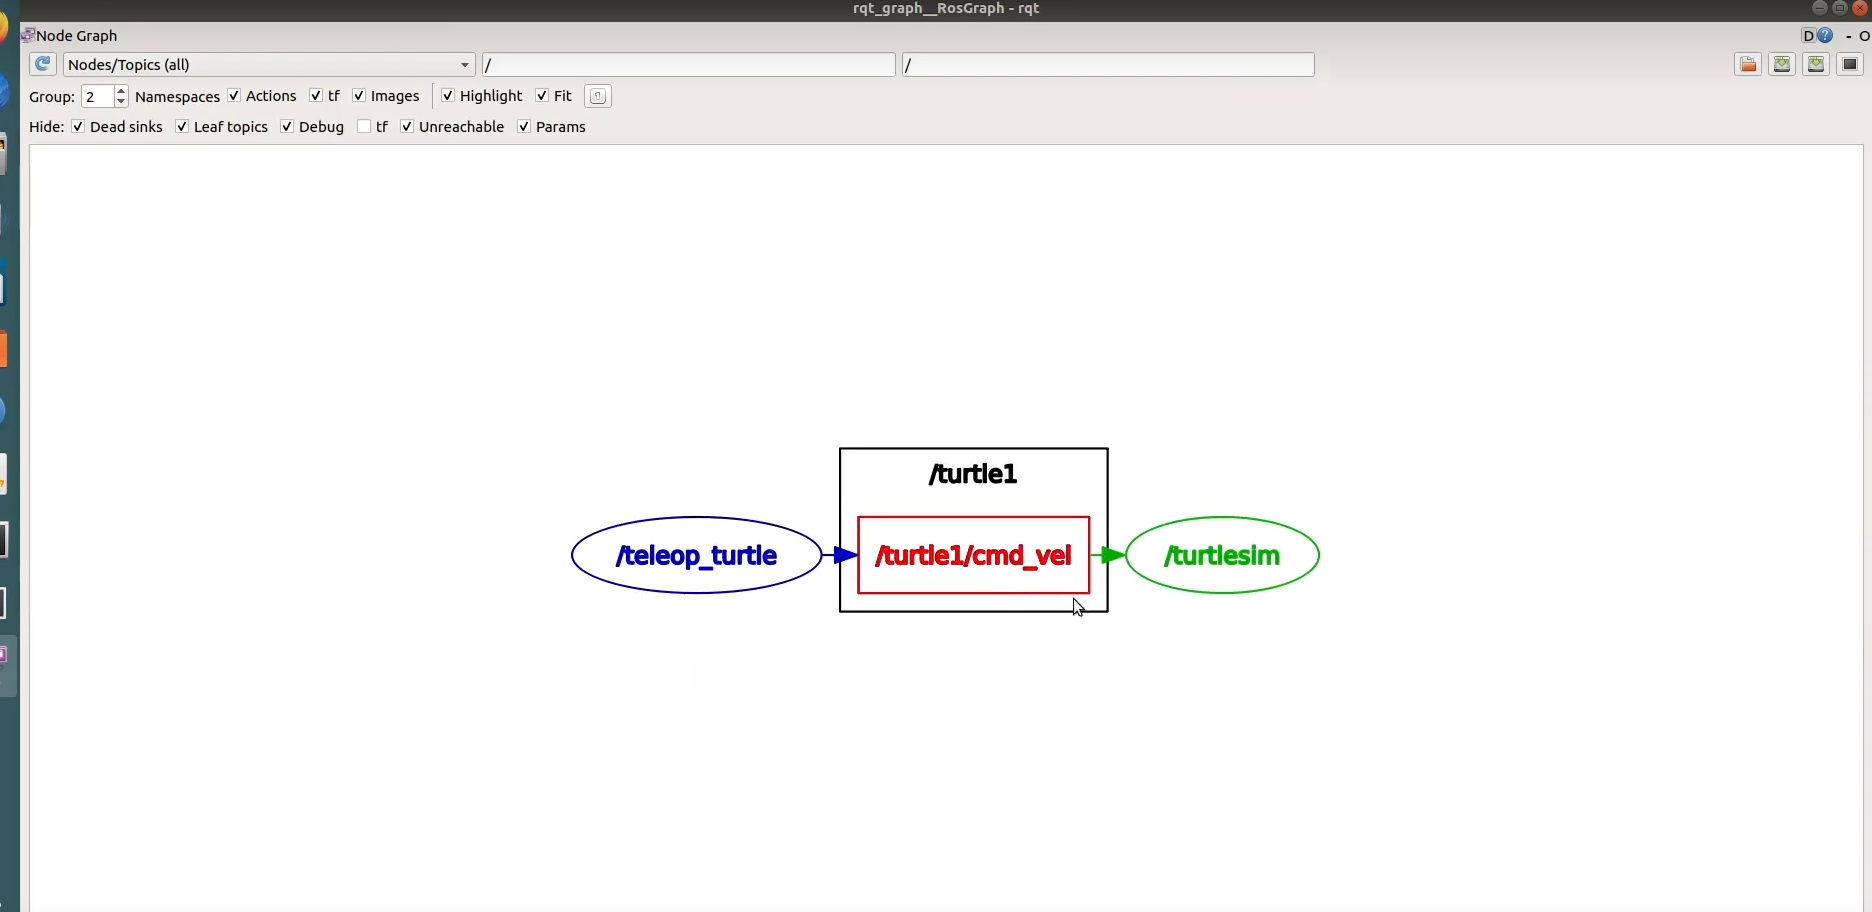 rqt_graph__RosGraph - rqt
Node Graph
D ? - O
Nodes/Topics (all) / /
Group: 2 Namespaces Actions tf Images Highlight Fit
Hide: Dead sinks Leaf topics Debug tf Unreachable Params
/turtle1
/teleop_turtle /turtle1/cmd_vel /turtlesim